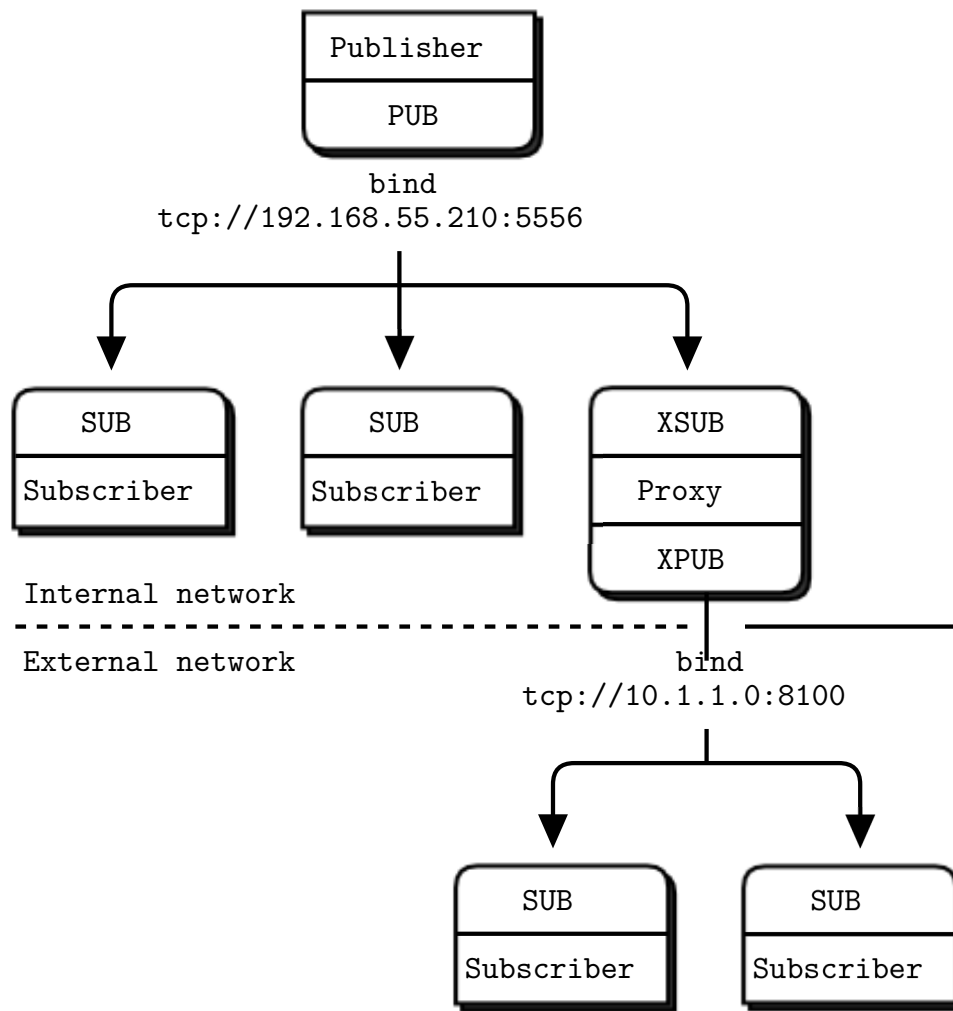 Publisher
PUB
bind
tcp://192.168.55.210:5556
SUB
SUB
XSUB
Subscriber
Subscriber
Proxy
XPUB
Internal network
External network
bind
tcp://10.1.1.0:8100
SUB
SUB
Subscriber
Subscriber